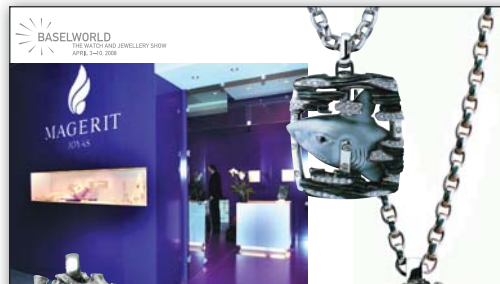 BASELWORLD
THE WATCH AND JEWELLERY SHOW
APRIL 3–10, 2008
MAGERIT
JOYAS